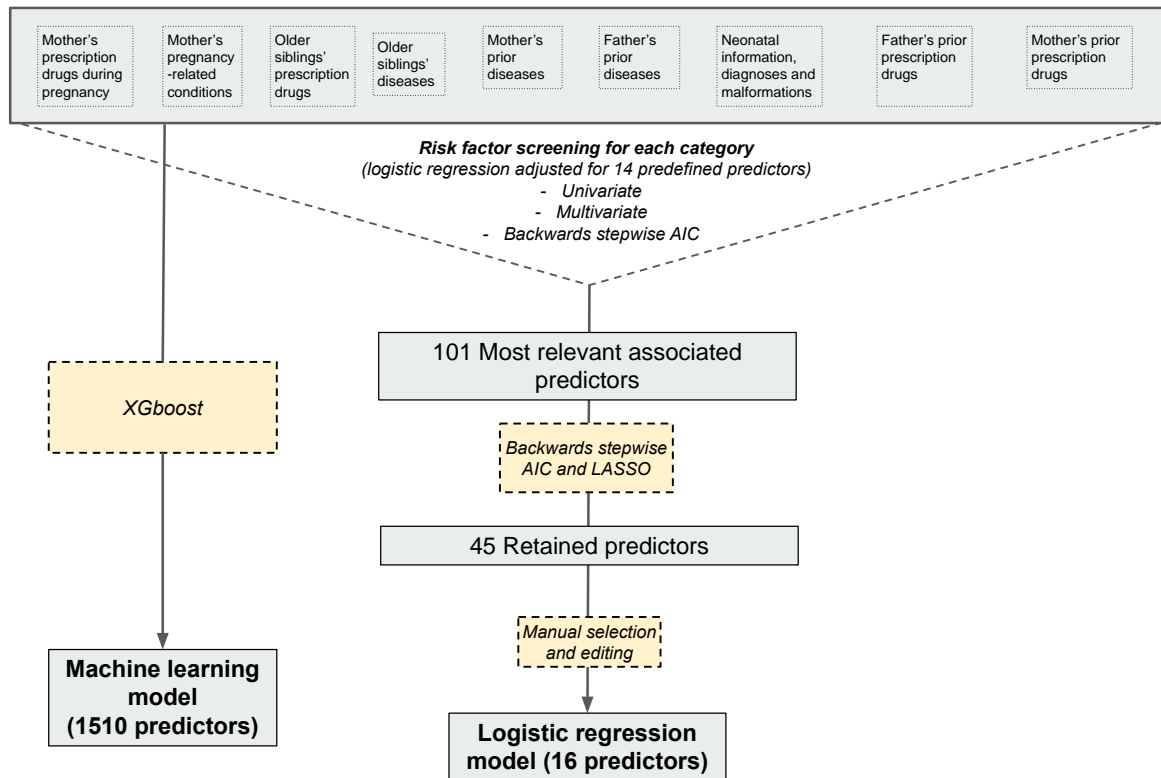 Mother's
prescription
drugs during
pregnancy
Mother's
pregnancy
-related
conditions
Older
siblings'
prescription
drugs
Older
siblings'
diseases
Mother's
prior
diseases
Father's
prior
diseases
Neonatal
information,
diagnoses and
malformations
Father's prior
prescription
drugs
Mother's prior
prescription
drugs
Risk factor screening for each category
(logistic regression adjusted for 14 predefined predictors)
- Univariate
- Multivariate
- Backwards stepwise AIC
101 Most relevant associated
predictors
XGboost
Backwards stepwise
AIC and LASSO
45 Retained predictors
Manual selection
and editing
Machine learning
model
(1510 predictors)
Logistic regression
model (16 predictors)